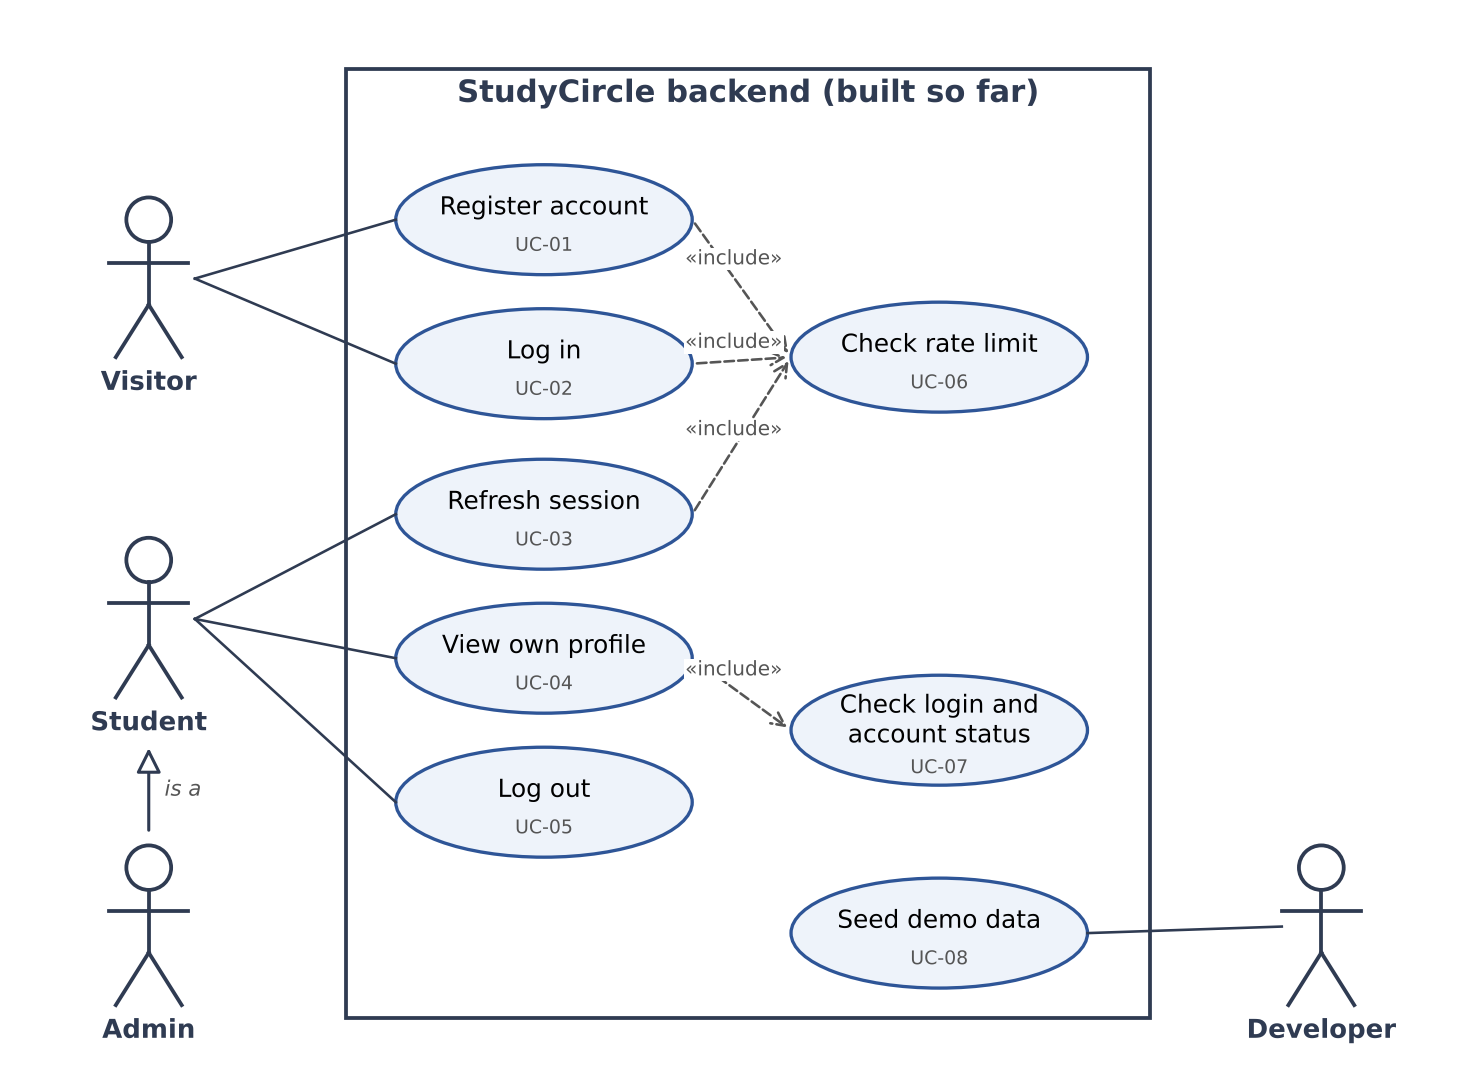 StudyCircle backend (built so far)
Register account
UC-01
«include»
Visitor
Log in
UC-02
«include»
Check rate limit
UC-06
«include»
Refresh session
UC-03
Student
View own profile
UC-04
«include»
Check login and
account status
UC-07
is a
Log out
UC-05
Admin
Seed demo data
UC-08
Developer